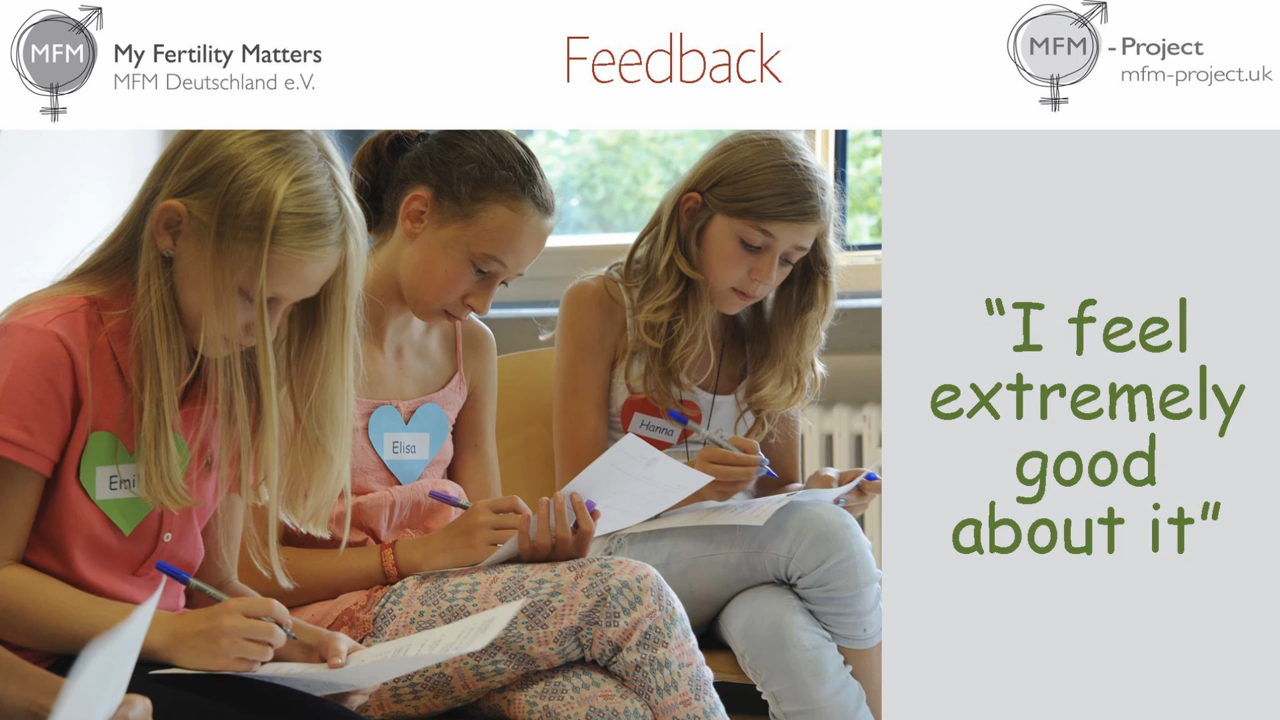 MFM
My Fertility Matters
MFM Deutschland e.V.
Feedback
MFM
-Project
mfm-project.uk
Elisa
Hanna
“I feel
extremely
good
about it”